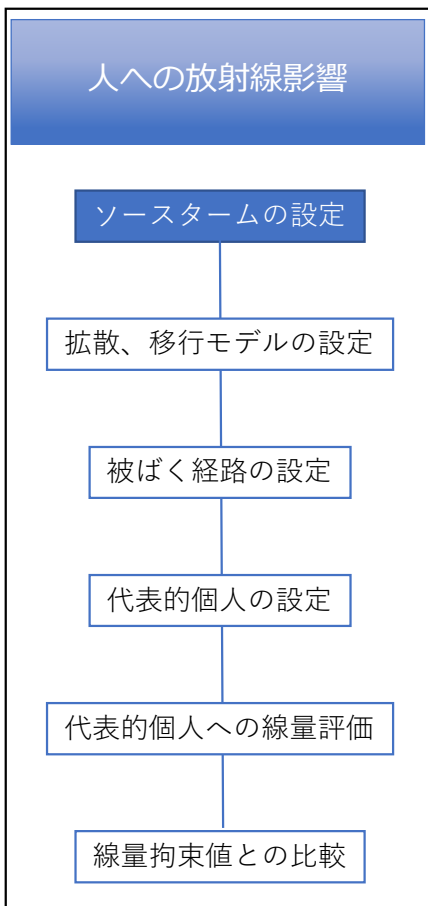 人への放射線影響
ソースタームの設定
拡散、移行モデルの設定
被ばく経路の設定
代表的個人の設定
代表的個人への線量評価
線量拘束値との比較